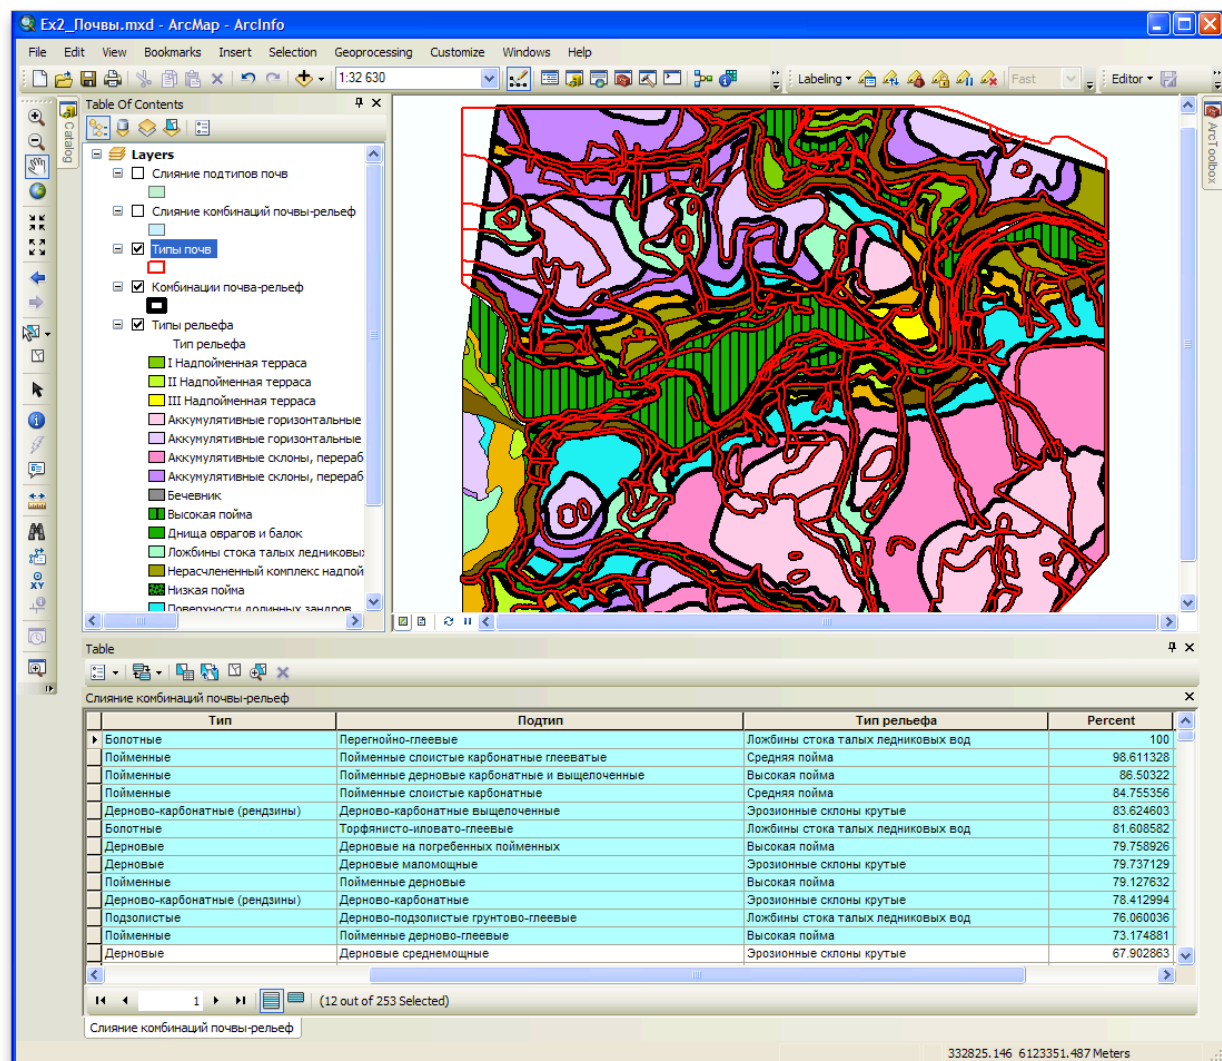 Ex2_Почвы.mxd - ArcMap - ArcInfo
File Edit View Bookmarks Insert Selection Geoprocessing Customize Windows Help
1:32 630 Labeling Fast Editor
Table Of Contents
Catalog
ArcToolbox
Layers
Слияние подтипов почв
Слияние комбинаций почвы-рельеф
Типы почв
Комбинации почва-рельеф
Типы рельефа
Тип рельефа
I Надпойменная терраса
II Надпойменная терраса
III Надпойменная терраса
Аккумулятивные горизонтальные
Аккумулятивные горизонтальные
Аккумулятивные склоны, перераб
Аккумулятивные склоны, перераб
Бечевник
Высокая пойма
Днища оврагов и балок
Ложбины стока талых ледниковы
Нерасчлененный комплекс надпой
Низкая пойма
Поверхности долинных зандров
XY
Table
Слияние комбинаций почвы-рельеф
Тип Подтип Тип рельефа Percent
Болотные Перегнойно-глеевые Ложбины стока талых ледниковых вод 100
Пойменные Пойменные слоистые карбонатные глееватые Средняя пойма 98.611328
Пойменные Пойменные дерновые карбонатные и выщелоченные Высокая пойма 86.50322
Пойменные Пойменные слоистые карбонатные Средняя пойма 84.755356
Дерново-карбонатные (рендзины) Дерново-карбонатные выщелоченные Эрозионные склоны крутые 83.624603
Болотные Торфянисто-иловато-глеевые Ложбины стока талых ледниковых вод 81.608582
Дерновые Дерновые на погребенных пойменных Высокая пойма 79.758926
Дерновые Дерновые маломощные Эрозионные склоны крутые 79.737129
Пойменные Пойменные дерновые Высокая пойма 79.127632
Дерново-карбонатные (рендзины) Дерново-карбонатные Эрозионные склоны крутые 78.412994
Подзолистые Дерново-подзолистые грунтово-глеевые Ложбины стока талых ледниковых вод 76.060036
Пойменные Пойменные дерново-глеевые Высокая пойма 73.174881
Дерновые Дерновые среднемощные Эрозионные склоны крутые 67.902863
1 (12 out of 253 Selected)
Слияние комбинаций почвы-рельеф
332825.146 6123351.487 Meters